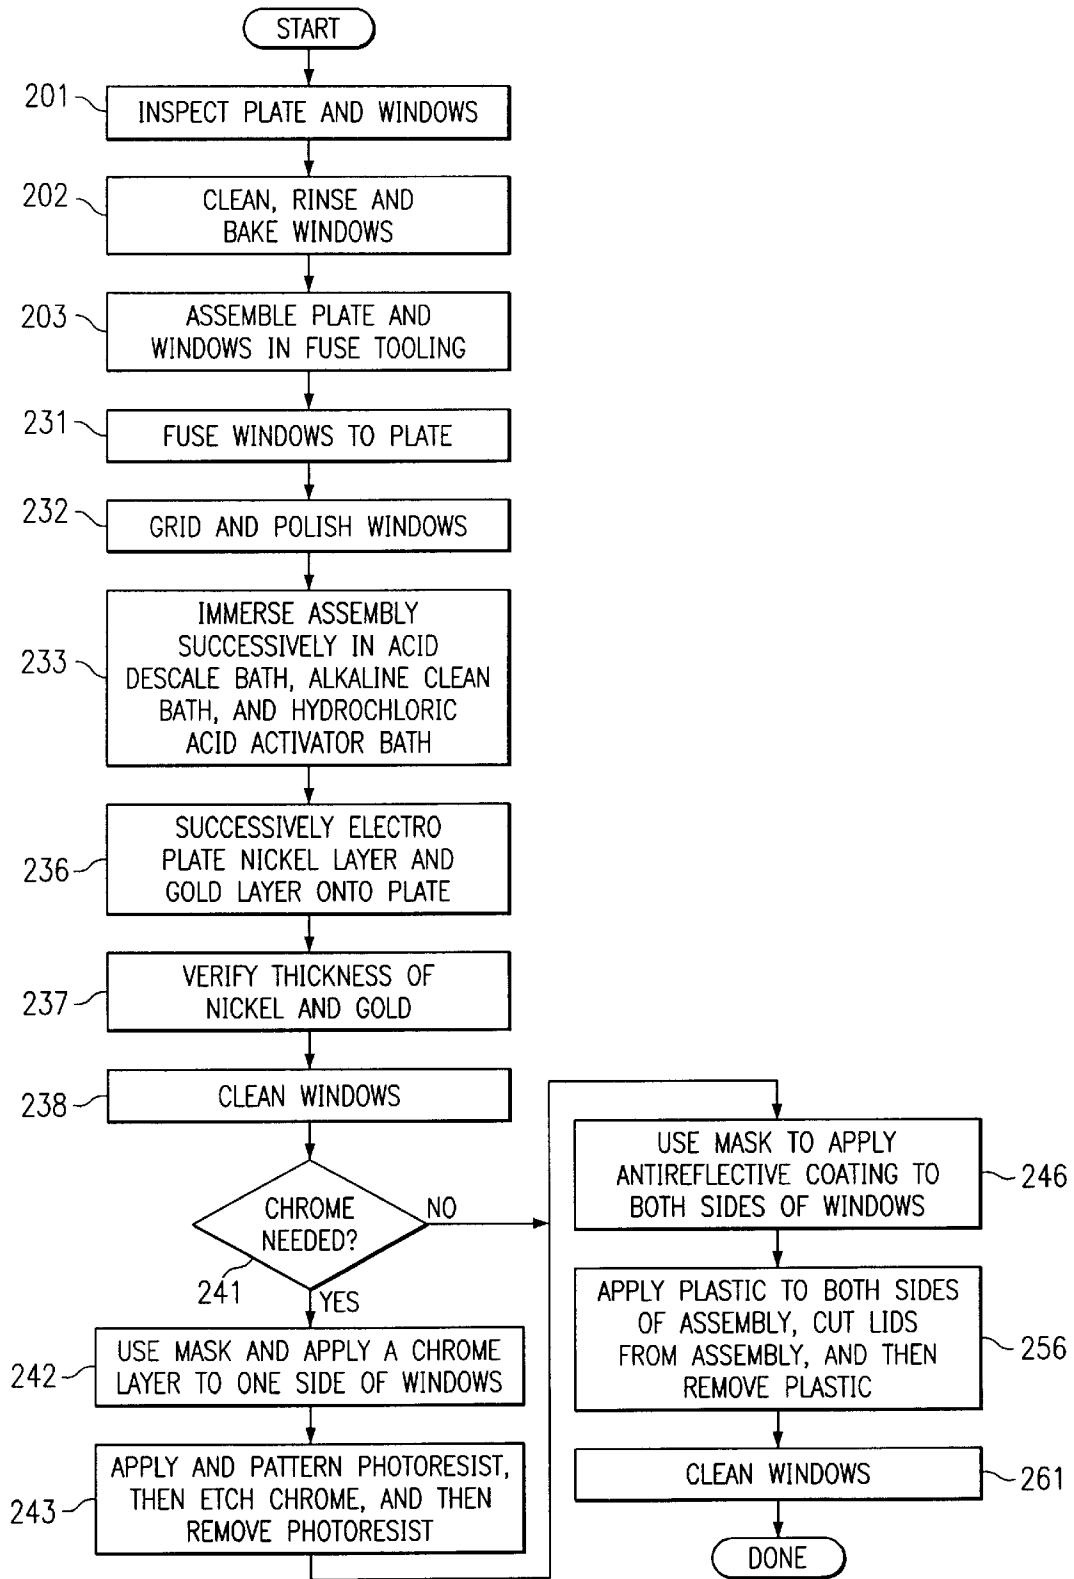 START
201
INSPECT PLATE AND WINDOWS
202
CLEAN, RINSE AND
BAKE WINDOWS
203
ASSEMBLE PLATE AND
WINDOWS IN FUSE TOOLING
231
FUSE WINDOWS TO PLATE
232
GRID AND POLISH WINDOWS
233
IMMERSE ASSEMBLY
SUCCESSIVELY IN ACID
DESCALE BATH, ALKALINE CLEAN
BATH, AND HYDROCHLORIC
ACID ACTIVATOR BATH
236
SUCCESSIVELY ELECTRO
PLATE NICKEL LAYER AND
GOLD LAYER ONTO PLATE
237
VERIFY THICKNESS OF
NICKEL AND GOLD
238
CLEAN WINDOWS
CHROME
NEEDED?
241
NO
YES
242
USE MASK AND APPLY A CHROME
LAYER TO ONE SIDE OF WINDOWS
243
APPLY AND PATTERN PHOTORESIST,
THEN ETCH CHROME, AND THEN
REMOVE PHOTORESIST
USE MASK TO APPLY
ANTIREFLECTIVE COATING TO
BOTH SIDES OF WINDOWS
246
APPLY PLASTIC TO BOTH SIDES
OF ASSEMBLY, CUT LIDS
FROM ASSEMBLY, AND THEN
REMOVE PLASTIC
256
CLEAN WINDOWS
261
DONE